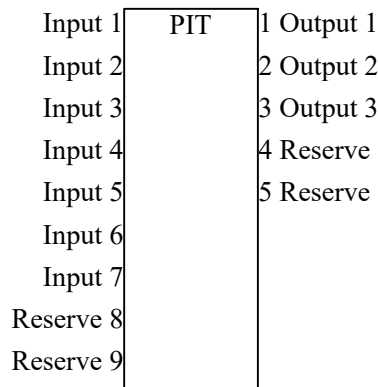 Input 1 PIT 1 Output 1
Input 2 2 Output 2
Input 3 3 Output 3
Input 4 4 Reserve
Input 5 5 Reserve
Input 6
Input 7
Reserve 8
Reserve 9